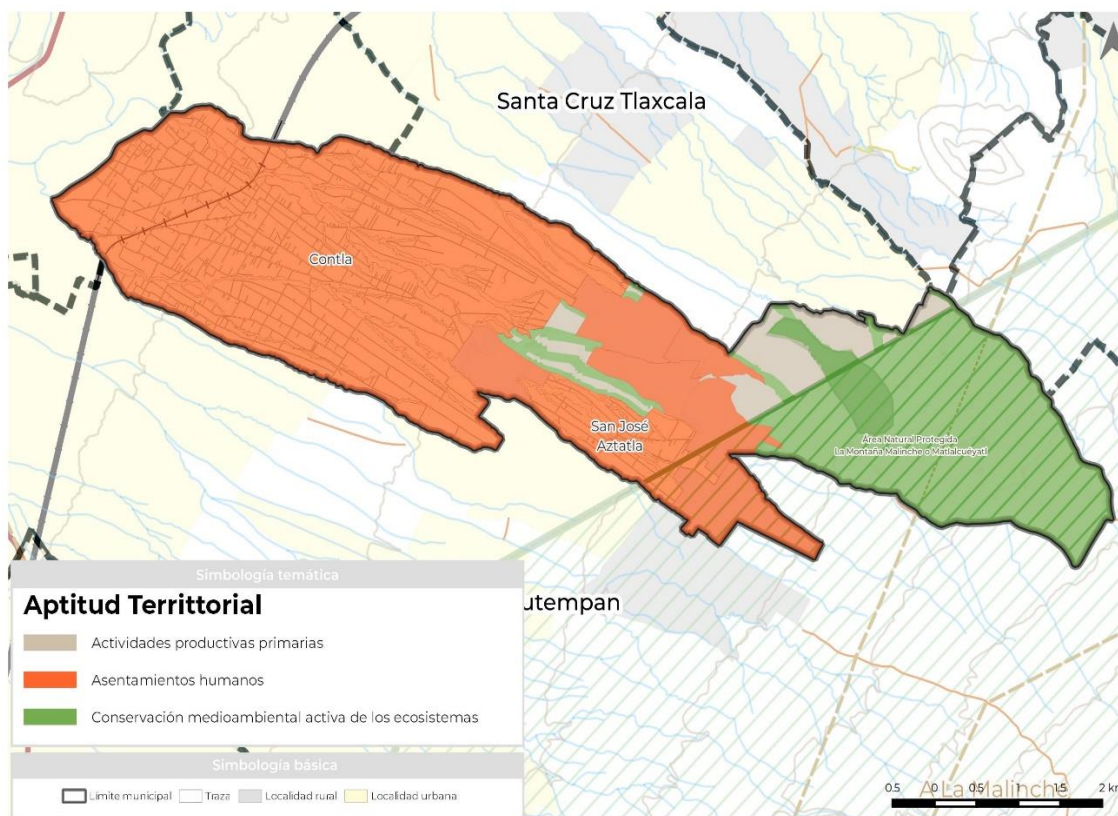 Santa Cruz Tlaxcala
Contla
San José
Aztatla
Área Natural Protegida
La Montaña Malinche o Matlalcuéyatl
utempan
Simbología temática
Aptitud Territtorial
Actividades productivas primarias
Asentamientos humanos
Conservación medioambiental activa de los ecosistemas
Simbología básica
Límite municipal Traza Localidad rural Localidad urbana
A La Malinche
0.5 0 0.5 1 1.5 2 km